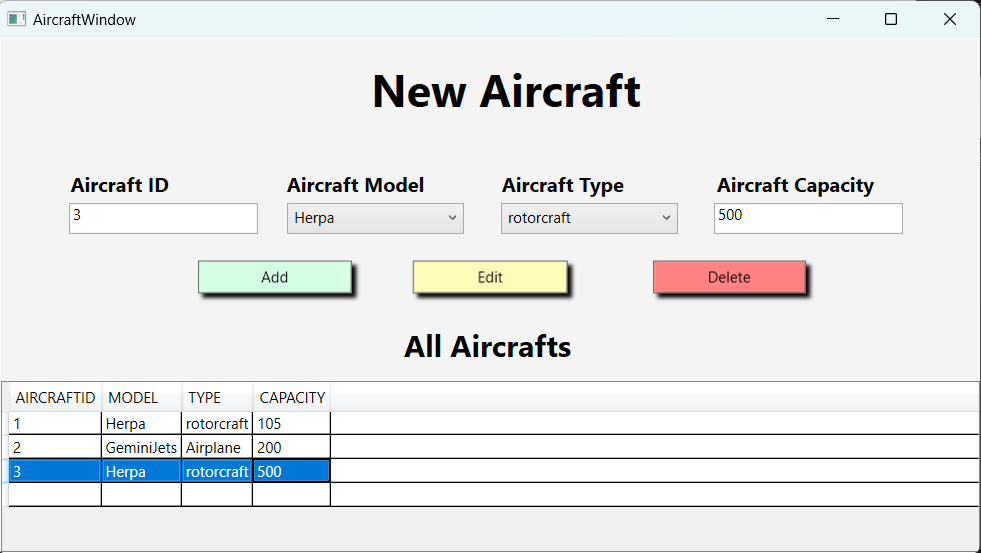 AircraftWindow
New Aircraft
Aircraft ID Aircraft Model Aircraft Type Aircraft Capacity
3 Herpa rotorcraft 500
Add Edit Delete
All Aircrafts
AIRCRAFTID MODEL TYPE CAPACITY
1 Herpa rotorcraft 105
2 GeminiJets Airplane 200
3 Herpa rotorcraft 500